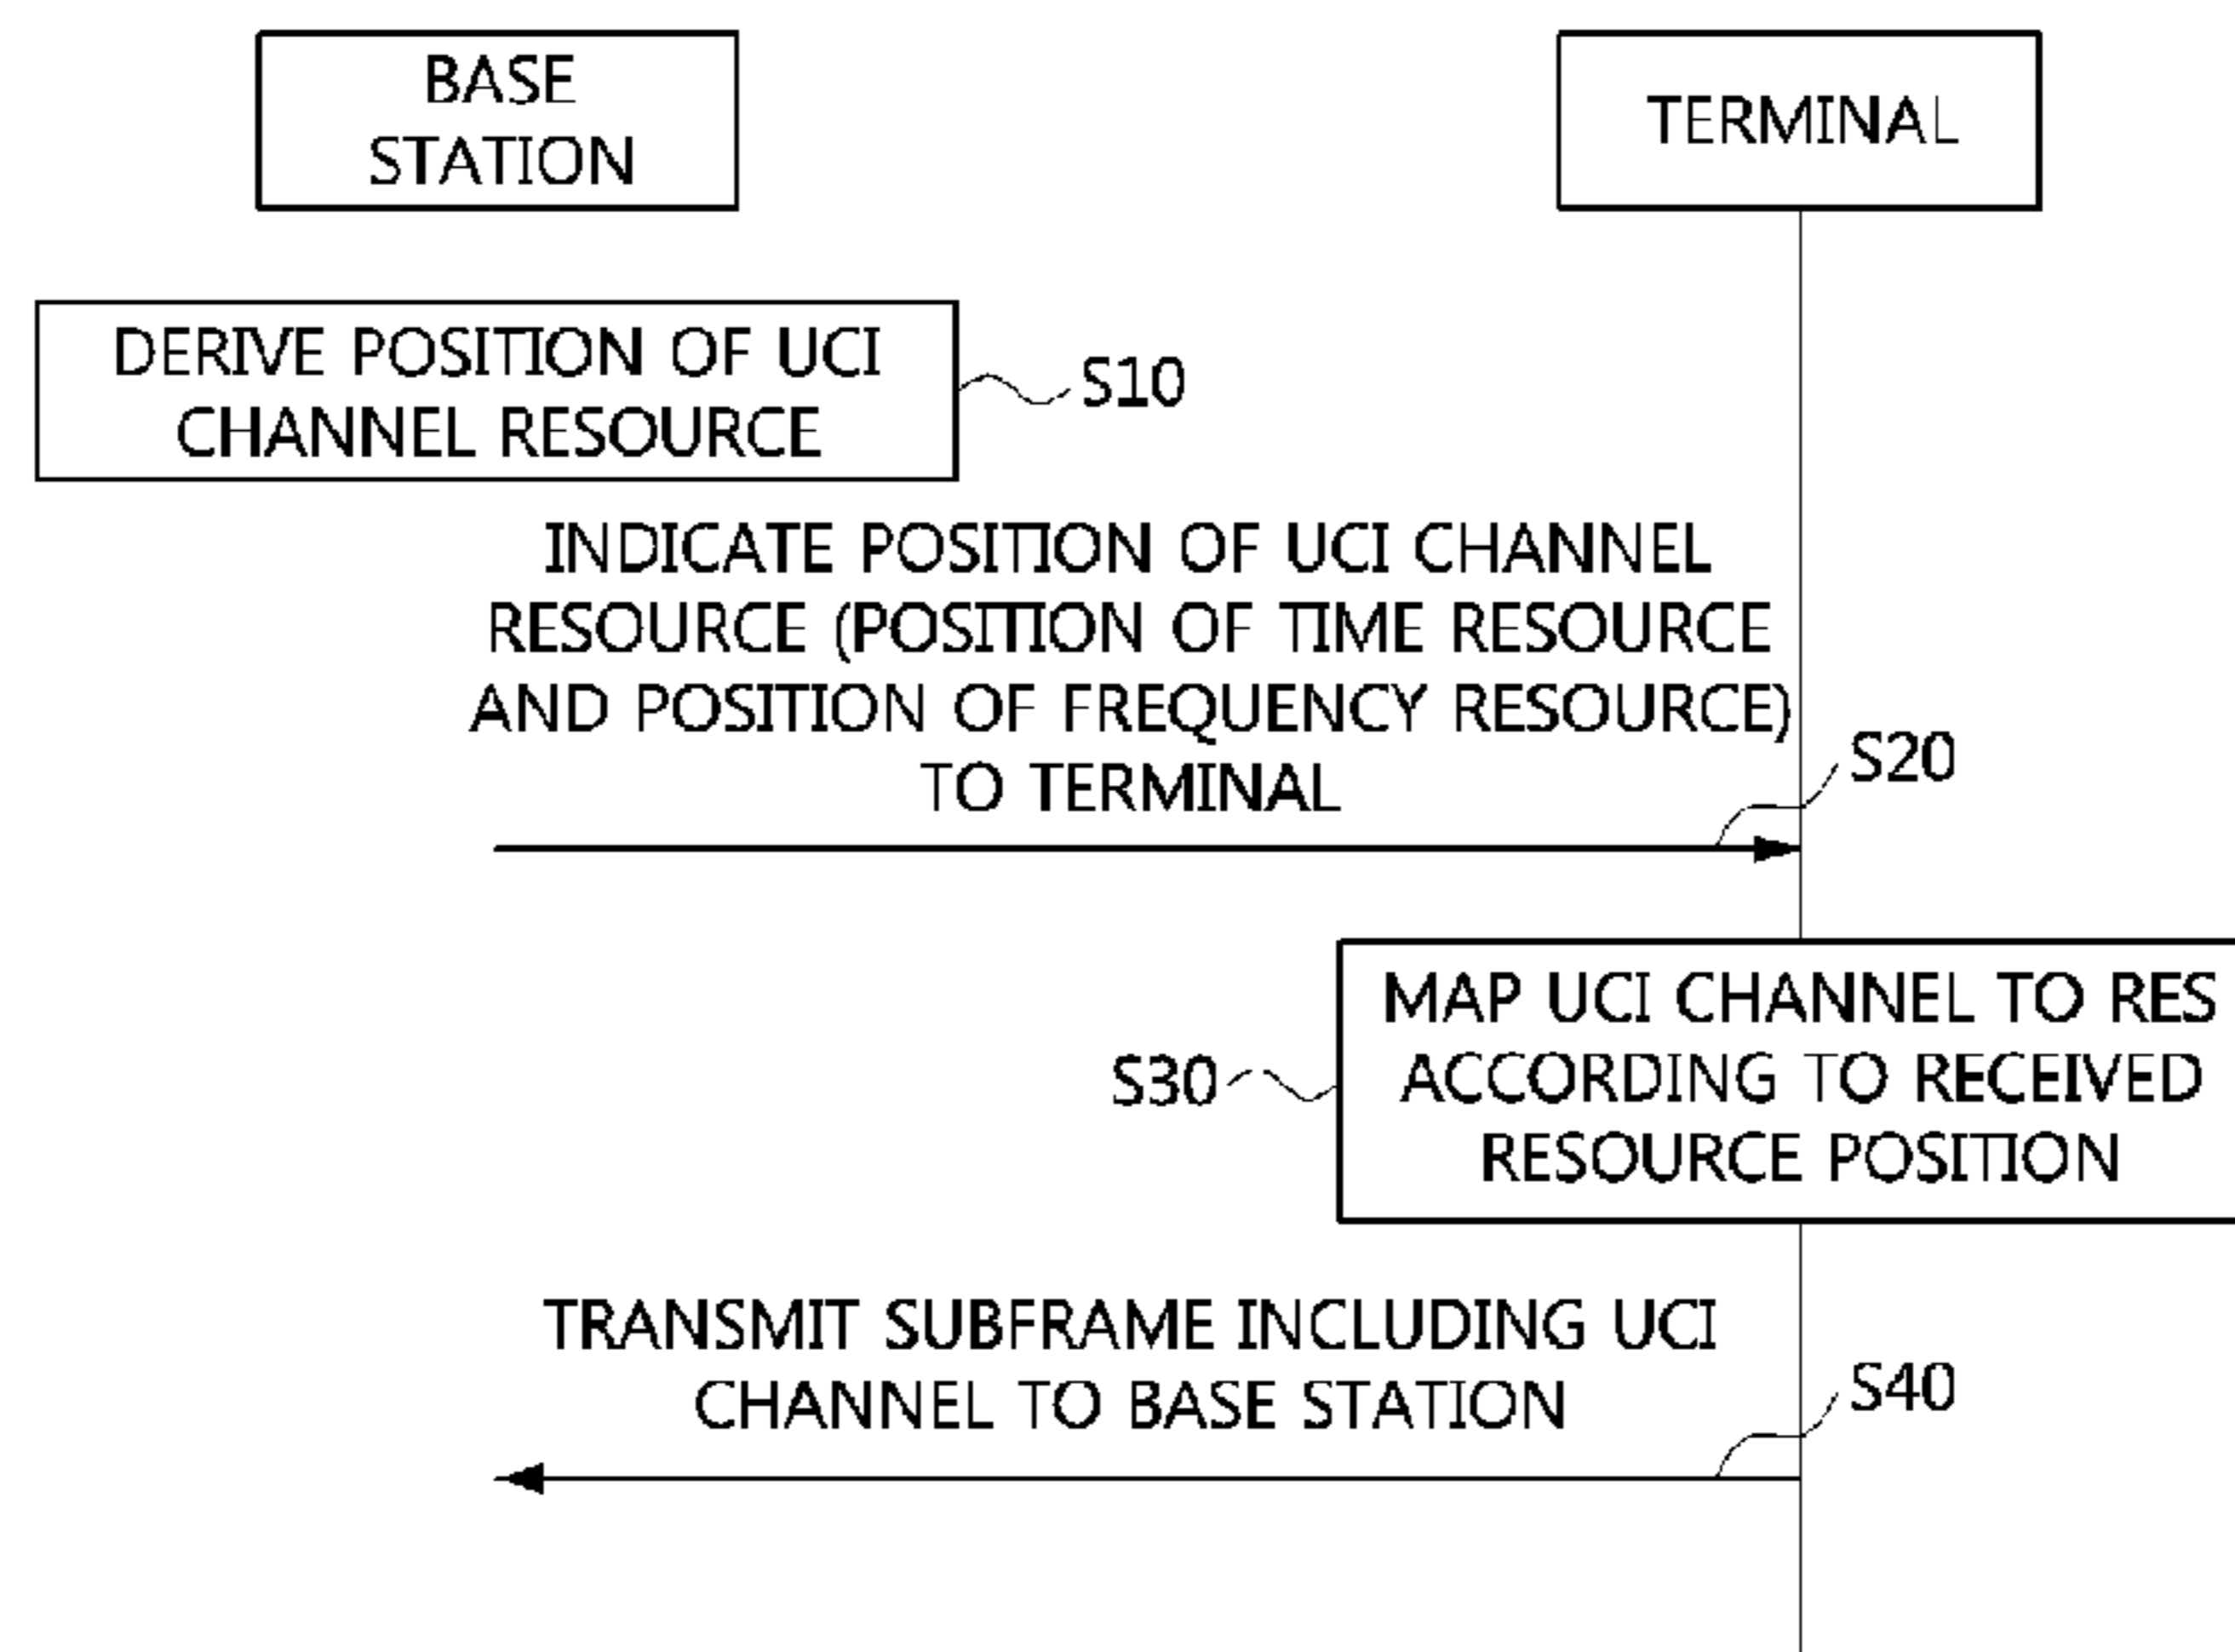 BASE
STATION
TERMINAL
DERIVE POSITION OF UCI
CHANNEL RESOURCE
S10
INDICATE POSITION OF UCI CHANNEL
RESOURCE (POSITION OF TIME RESOURCE
AND POSITION OF FREQUENCY RESOURCE)
TO TERMINAL
S20
MAP UCI CHANNEL TO RES
ACCORDING TO RECEIVED
RESOURCE POSITION
S30
TRANSMIT SUBFRAME INCLUDING UCI
CHANNEL TO BASE STATION
S40